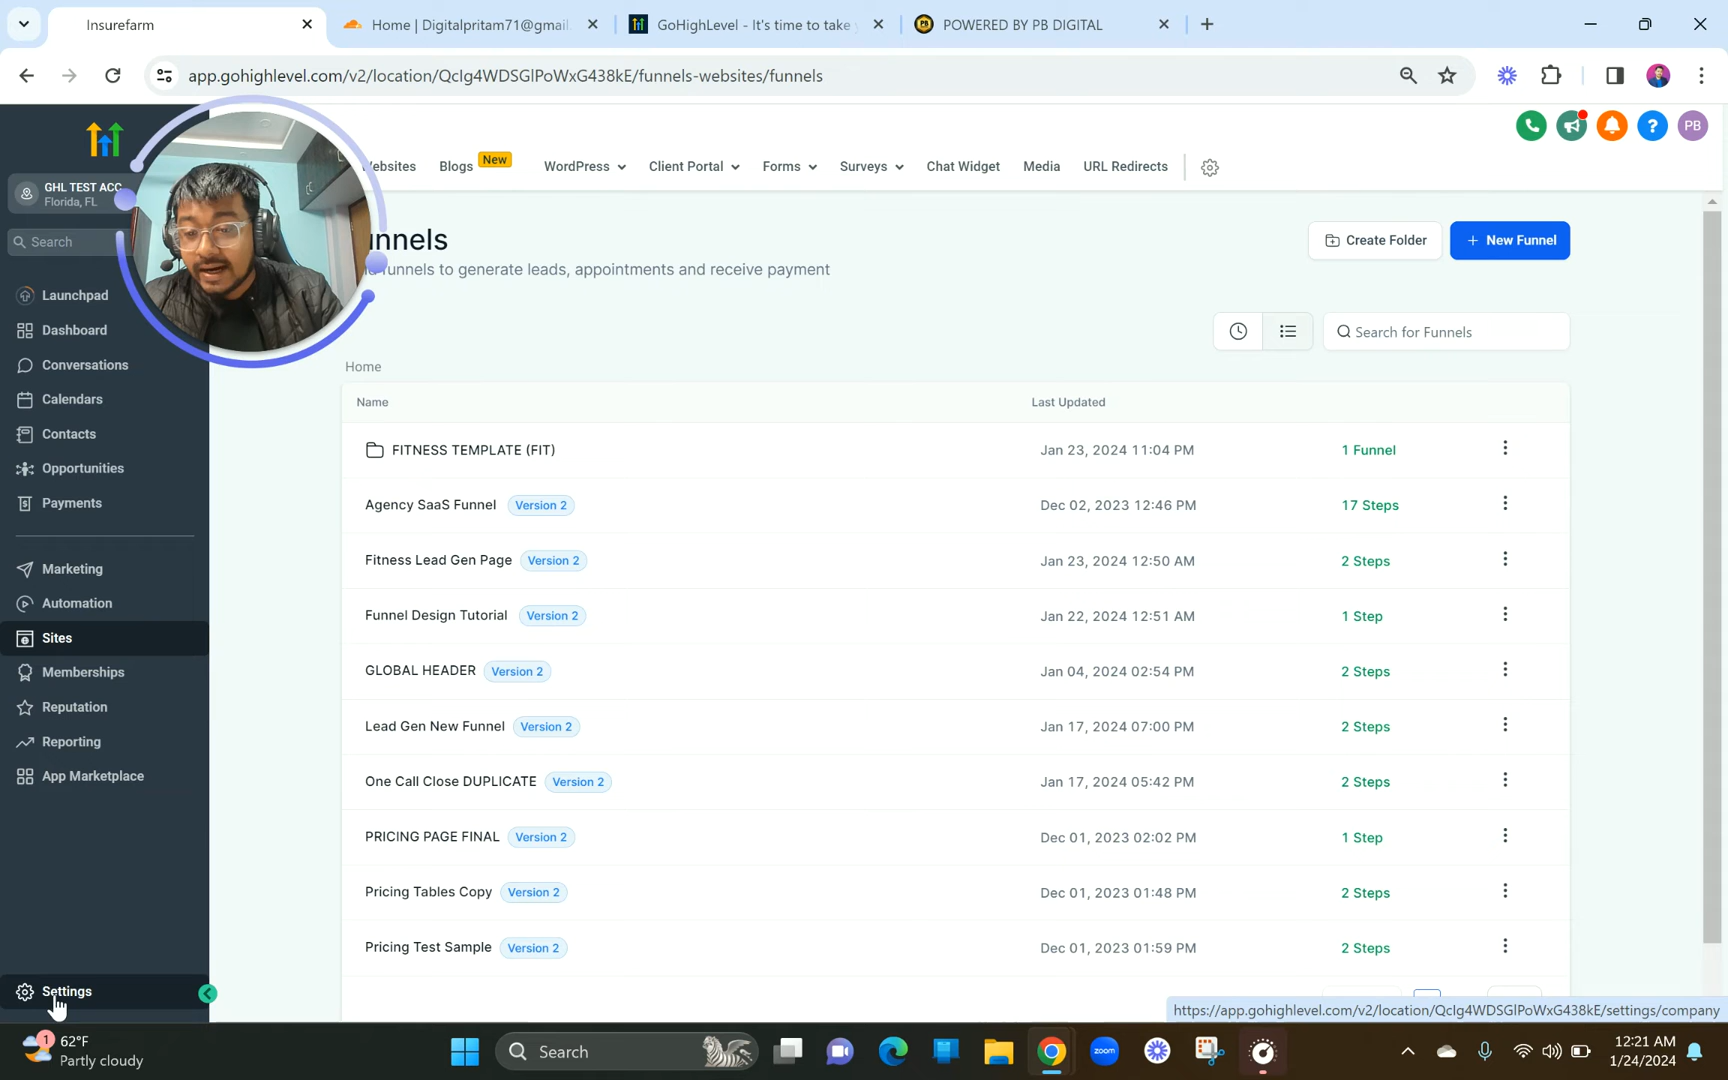 Insurefarm
Home | Digitalpritam71@gmail
GoHighLevel - It's time to take
POWERED BY PB DIGITAL
app.gohighlevel.com/v2/location/QcIg4WDSGlPoWxG438kE/funnels-websites/funnels
PB
GHL TEST ACC
Florida, FL
ebsites
Blogs
New
WordPress
Client Portal
Forms
Surveys
Chat Widget
Media
URL Redirects
Search
Launchpad
Dashboard
Conversations
Calendars
Contacts
Opportunities
Payments
Marketing
Automation
Sites
Memberships
Reputation
Reporting
App Marketplace
Settings
unnels
funnels to generate leads, appointments and receive payment
Create Folder
+ New Funnel
Search for Funnels
Home
Name Last Updated
FITNESS TEMPLATE (FIT) Jan 23, 2024 11:04 PM 1 Funnel
Agency SaaS Funnel Version 2 Dec 02, 2023 12:46 PM 17 Steps
Fitness Lead Gen Page Version 2 Jan 23, 2024 12:50 AM 2 Steps
Funnel Design Tutorial Version 2 Jan 22, 2024 12:51 AM 1 Step
GLOBAL HEADER Version 2 Jan 04, 2024 02:54 PM 2 Steps
Lead Gen New Funnel Version 2 Jan 17, 2024 07:00 PM 2 Steps
One Call Close DUPLICATE Version 2 Jan 17, 2024 05:42 PM 2 Steps
PRICING PAGE FINAL Version 2 Dec 01, 2023 02:02 PM 1 Step
Pricing Tables Copy Version 2 Dec 01, 2023 01:48 PM 2 Steps
Pricing Test Sample Version 2 Dec 01, 2023 01:59 PM 2 Steps
https://app.gohighlevel.com/v2/location/QcIg4WDSGlPoWxG438kE/settings/company
1
62°F
Partly cloudy
Search
zoom
12:21 AM
1/24/2024